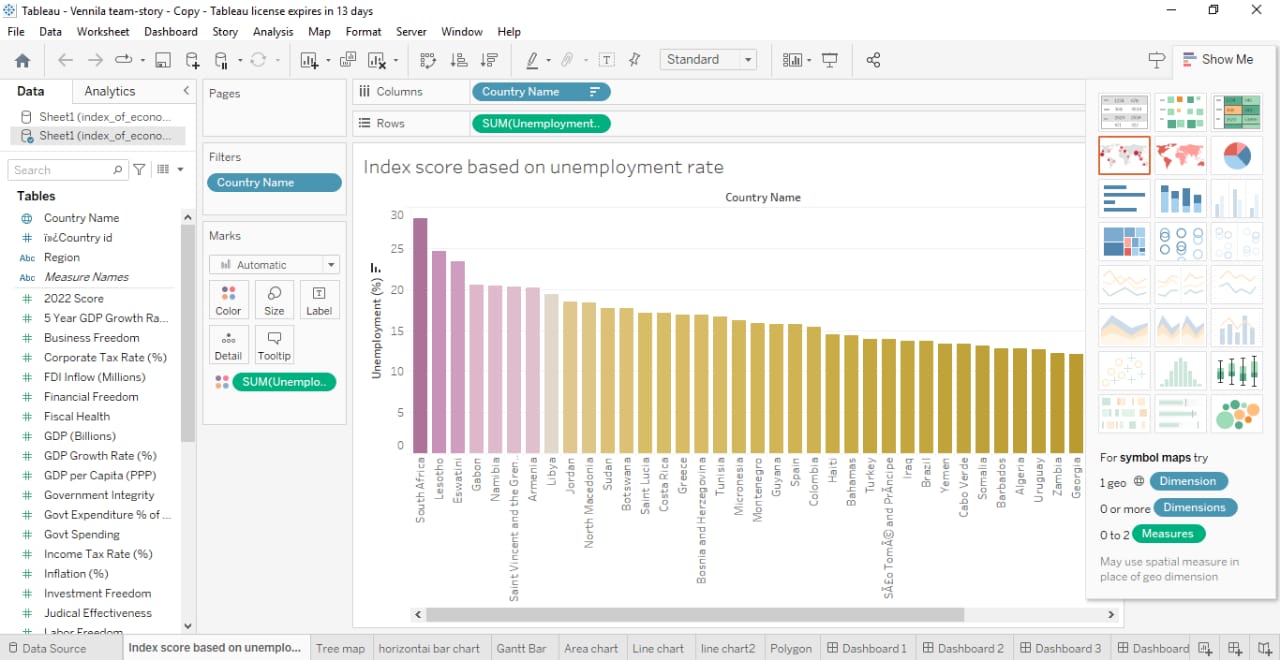 Tableau - Vennila team-story - Copy - Tableau license expires in 13 days
File Data Worksheet Dashboard Story Analysis Map Format Server Window Help
Standard
Show Me
Data Analytics
Sheet1 (index_of_econo...
Sheet1 (index_of_econo...
Search
Tables
Country Name
ï»¿Country id
Abc Region
Abc Measure Names
2022 Score
5 Year GDP Growth Ra...
Business Freedom
Corporate Tax Rate (%)
FDI Inflow (Millions)
Financial Freedom
Fiscal Health
GDP (Billions)
GDP Growth Rate (%)
GDP per Capita (PPP)
Government Integrity
Govt Expenditure % of ...
Govt Spending
Income Tax Rate (%)
Inflation (%)
Investment Freedom
Judical Effectiveness
Labor Freedom
Pages
Filters
Country Name
Marks
Automatic
Color Size Label
Detail Tooltip
SUM(Unemplo..
Columns Country Name
Rows SUM(Unemployment..
Index score based on unemployment rate
Country Name
Unemployment (%)
30
25
20
15
10
5
0
South Africa
Lesotho
Eswatini
Gabon
Namibia
Saint Vincent and the Gren..
Armenia
Libya
Jordan
North Macedonia
Sudan
Botswana
Saint Lucia
Costa Rica
Greece
Bosnia and Herzegovina
Tunisia
Micronesia
Montenegro
Guyana
Spain
Colombia
Haiti
Bahamas
Turkey
SÃ£o TomÃ© and PrÃ­ncipe
Iraq
Brazil
Yemen
Cabo Verde
Somalia
Barbados
Algeria
Uruguay
Zambia
Georgia
For symbol maps try
1 geo Dimension
0 or more Dimensions
0 to 2 Measures
May use spatial measure in
place of geo dimension
Data Source Index score based on unemplo... Tree map horizontai bar chart Gantt Bar Area chart Line chart line chart2 Polygon Dashboard 1 Dashboard 2 Dashboard 3 Dashboard